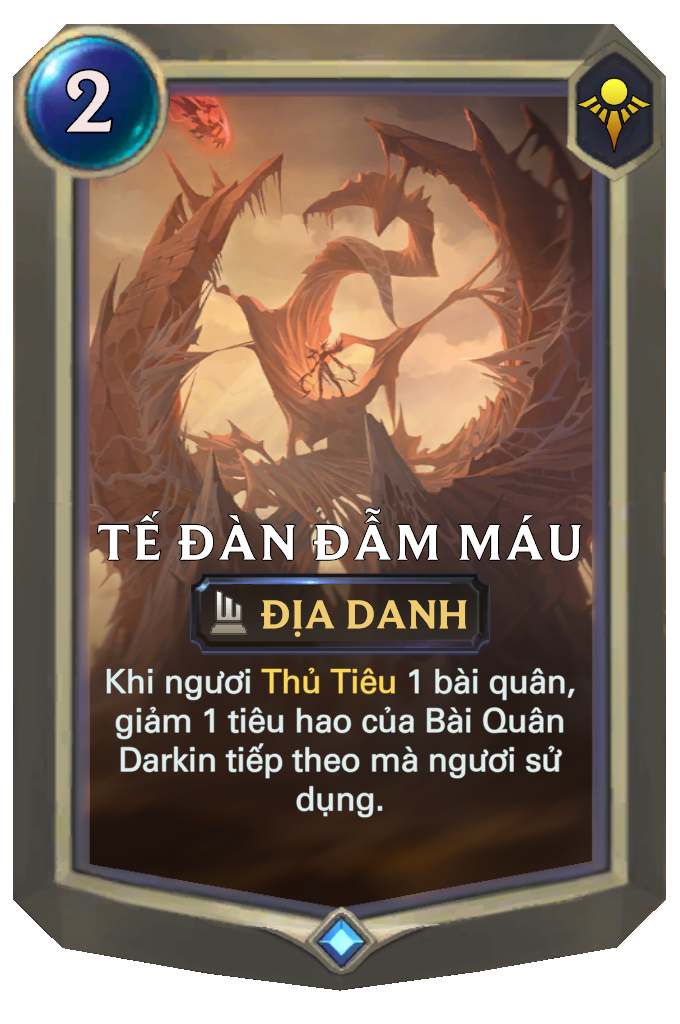 2
TẾ ĐÀN ĐẪM MÁU
ĐỊA DANH
Khi ngươi Thủ Tiêu 1 bài quân,
giảm 1 tiêu hao của Bài Quân
Darkin tiếp theo mà ngươi sử
dụng.